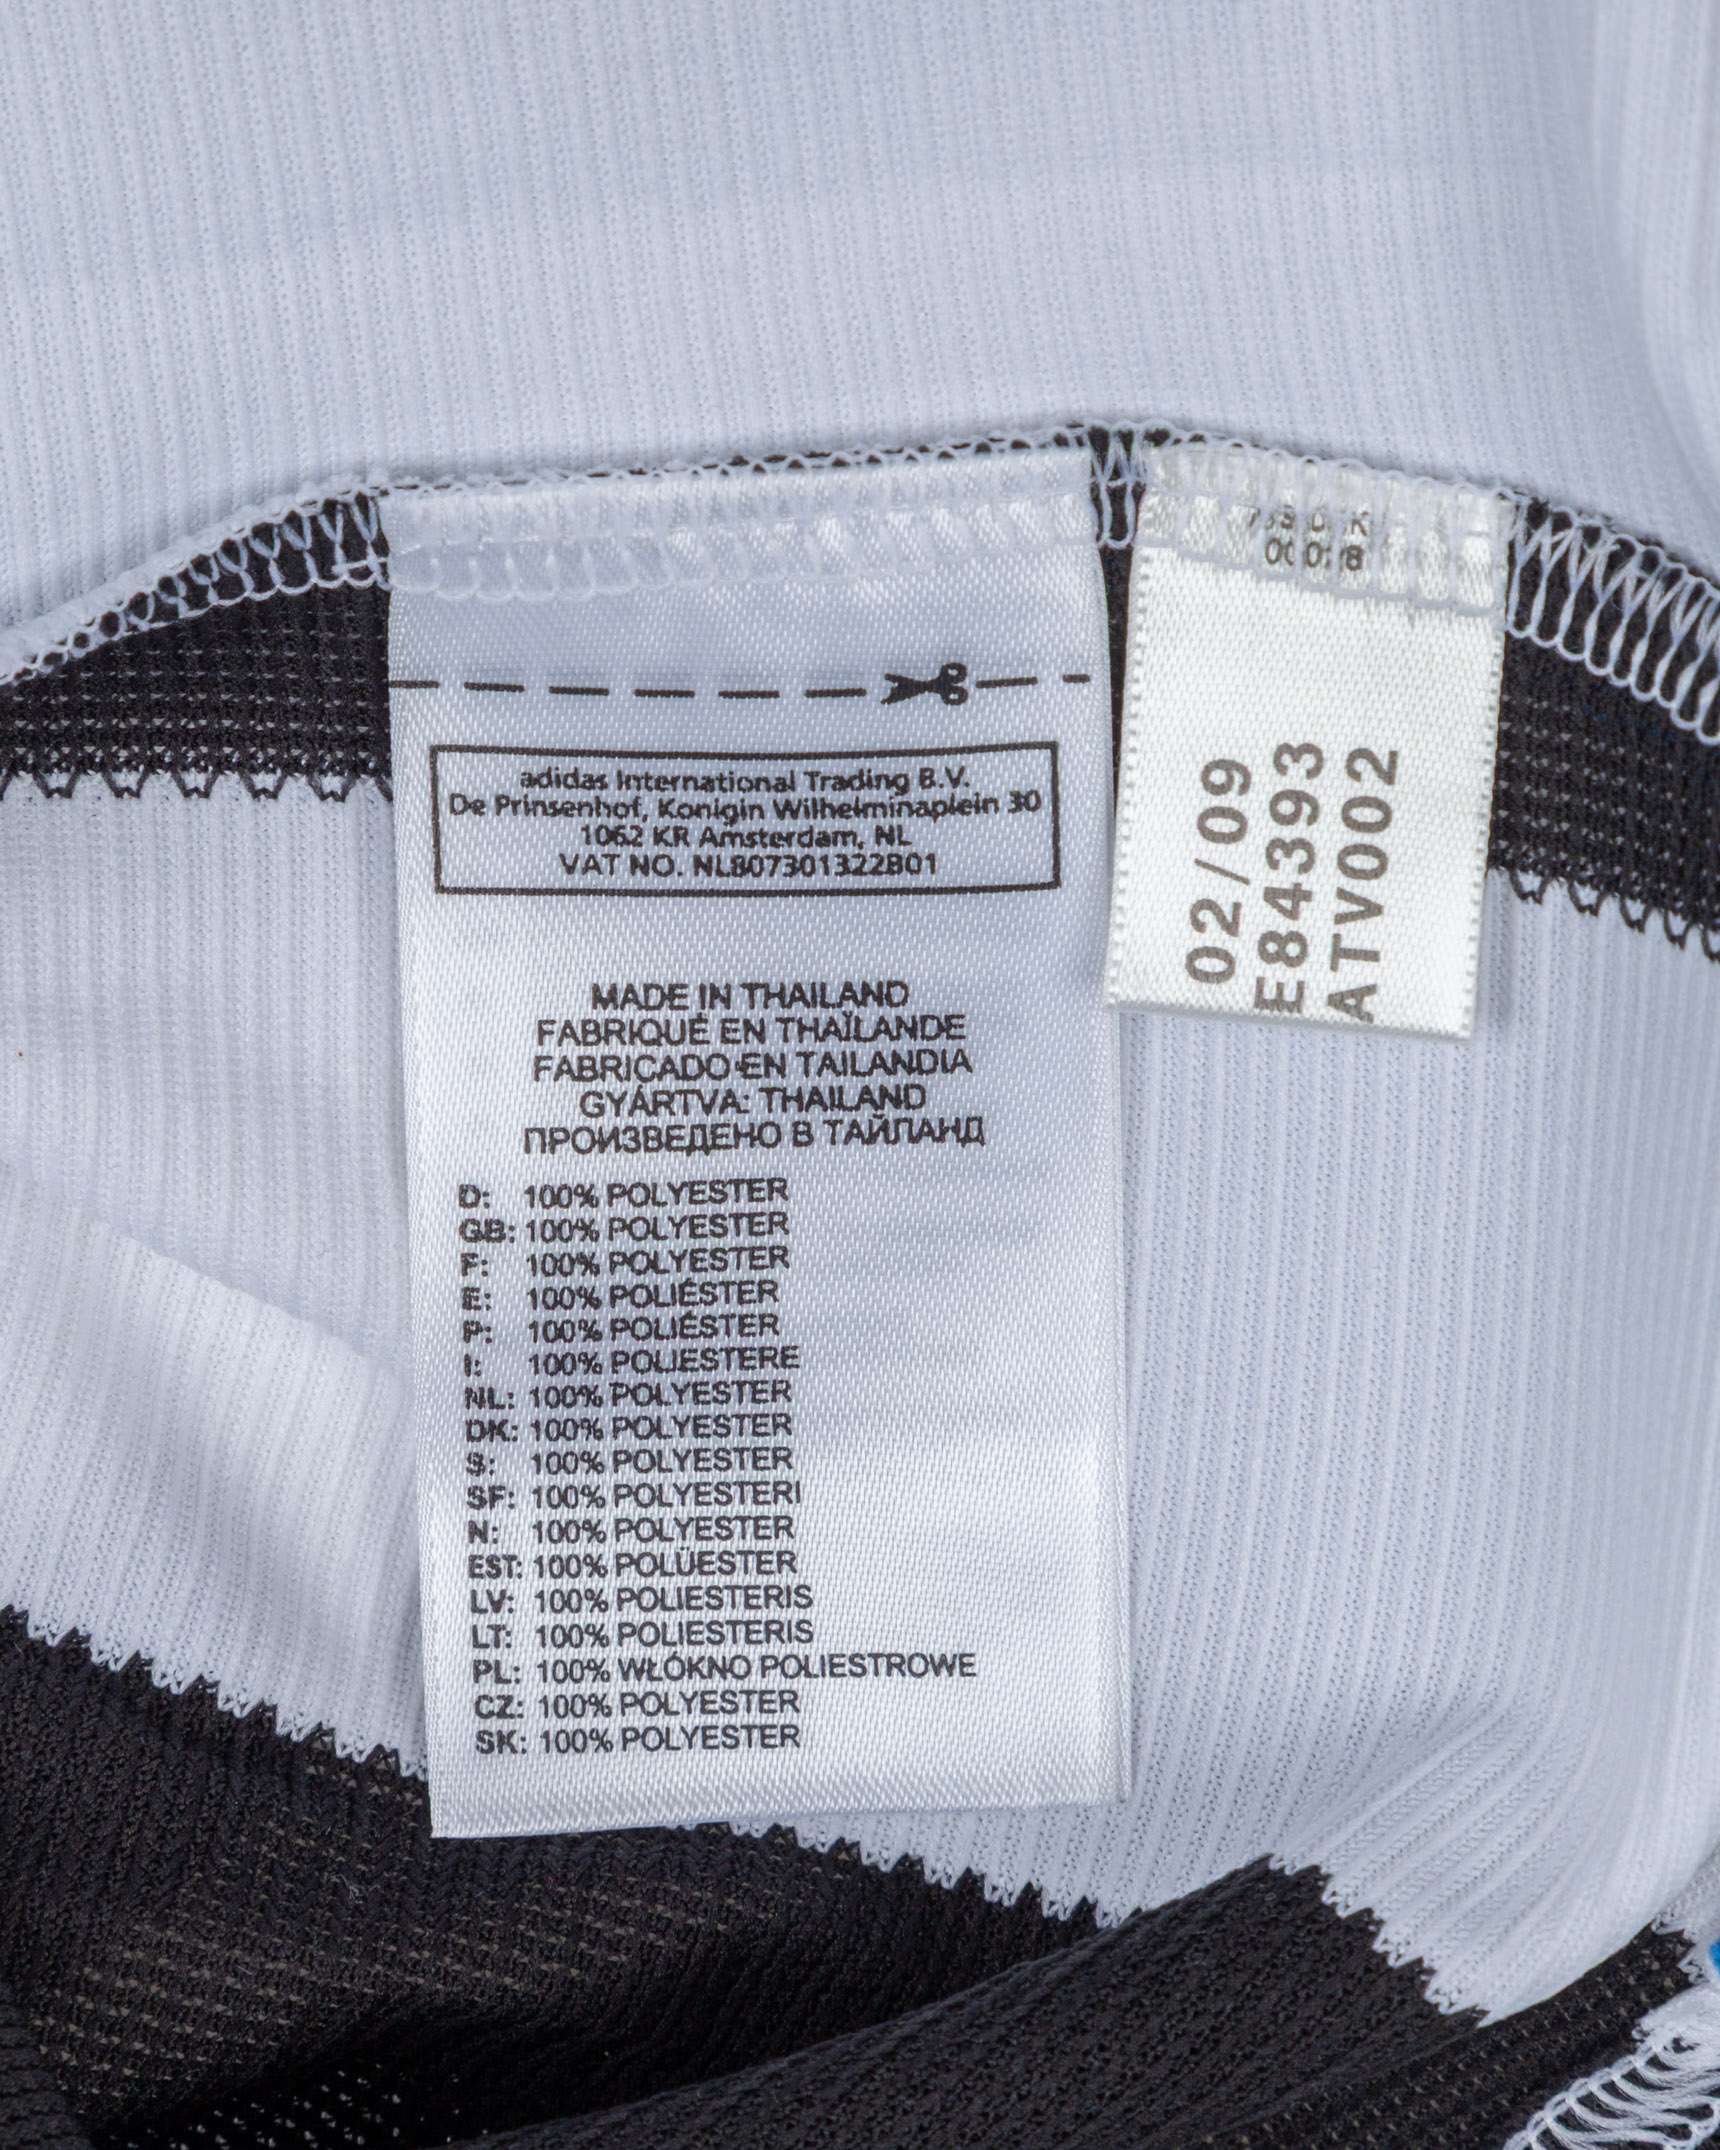 adidas International Trading B.V.
De Prinsenhof, Konigin Wilhelminaplein 30
1062 KR Amsterdam, NL
VAT NO. NL807301322B01
MADE IN THAILAND
FABRIQUÉ EN THAÏLANDE
FABRICADO EN TAILANDIA
GYÁRTVA: THAILAND
ПРОИЗВЕДЕНО В ТАЙЛАНД
D: 100% POLYESTER
GB: 100% POLYESTER
F: 100% POLYESTER
E: 100% POLIÉSTER
P: 100% POLIÉSTER
I: 100% POLIESTERE
NL: 100% POLYESTER
DK: 100% POLYESTER
S: 100% POLYESTER
SF: 100% POLYESTERI
N: 100% POLYESTER
EST: 100% POLÜESTER
LV: 100% POLIESTERIS
LT: 100% POLIESTERIS
PL: 100% WŁÓKNO POLIESTROWE
CZ: 100% POLYESTER
SK: 100% POLYESTER
02/09
E84393
ATV002